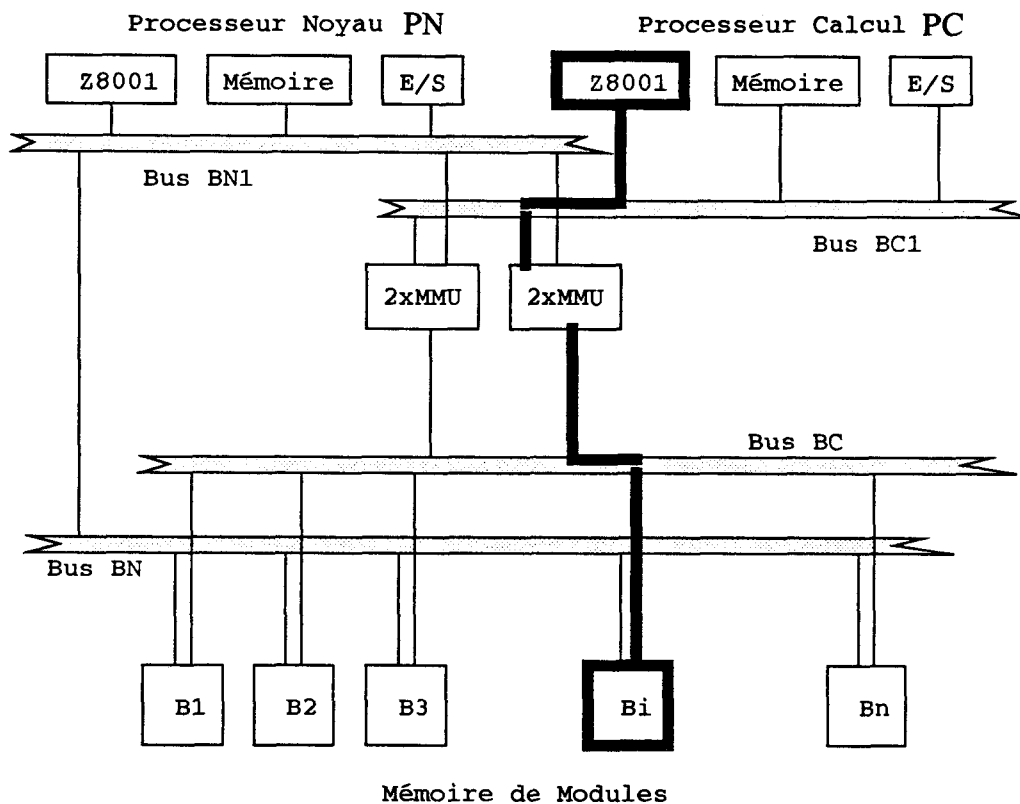 Processeur Noyau PN
Processeur Calcul PC
Z8001
Mémoire
E/S
Z8001
Mémoire
E/S
Bus BN1
Bus BC1
2xMMU
2xMMU
Bus BC
Bus BN
B1
B2
B3
Bi
Bn
Mémoire de Modules